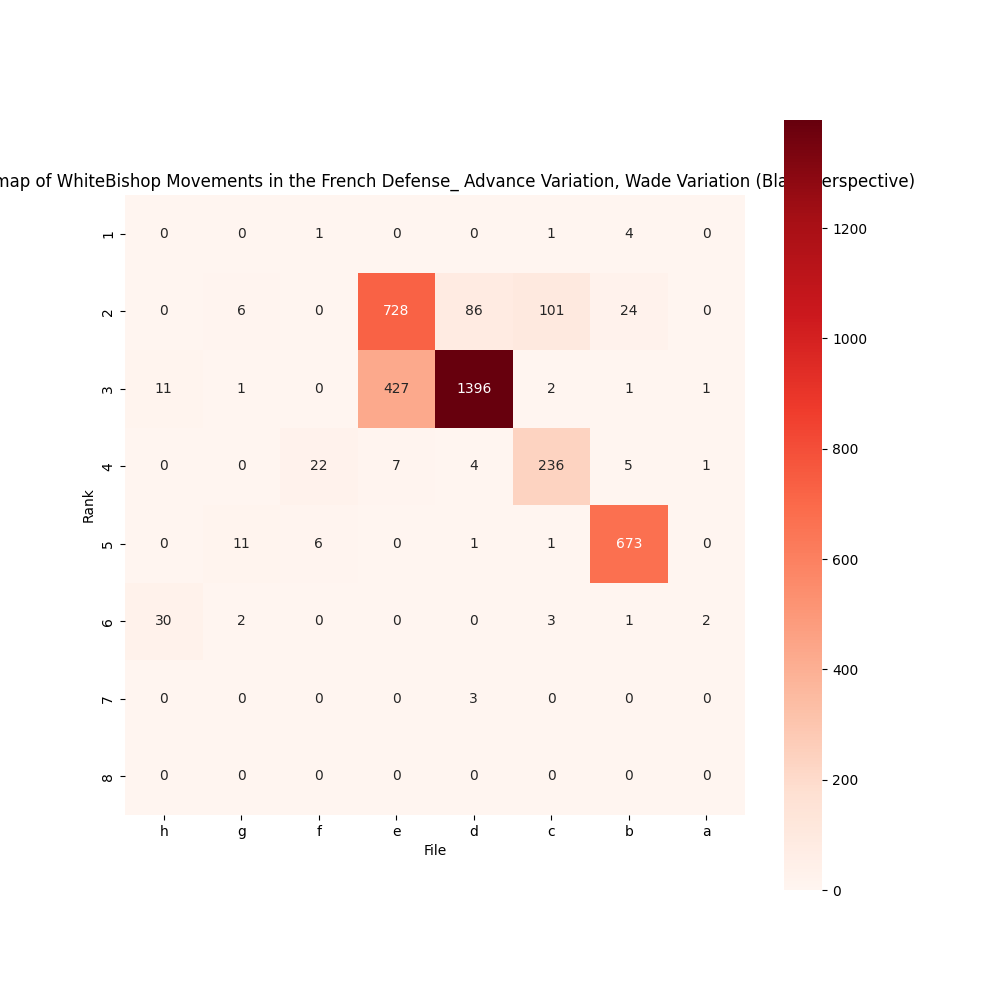 map of WhiteBishop Movements in the French Defense_ Advance Variation, Wade Variation (Bla erspective)
1 0 0 1 0 0 1 4 0
2 0 6 0 728 86 101 24 0
3 11 1 0 427 1396 2 1 1
4 0 0 22 7 4 236 5 1
5 0 11 6 0 1 1 673 0
6 30 2 0 0 0 3 1 2
7 0 0 0 0 3 0 0 0
8 0 0 0 0 0 0 0 0
Rank
h g f e d c b a
File
1200
1000
800
600
400
200
0